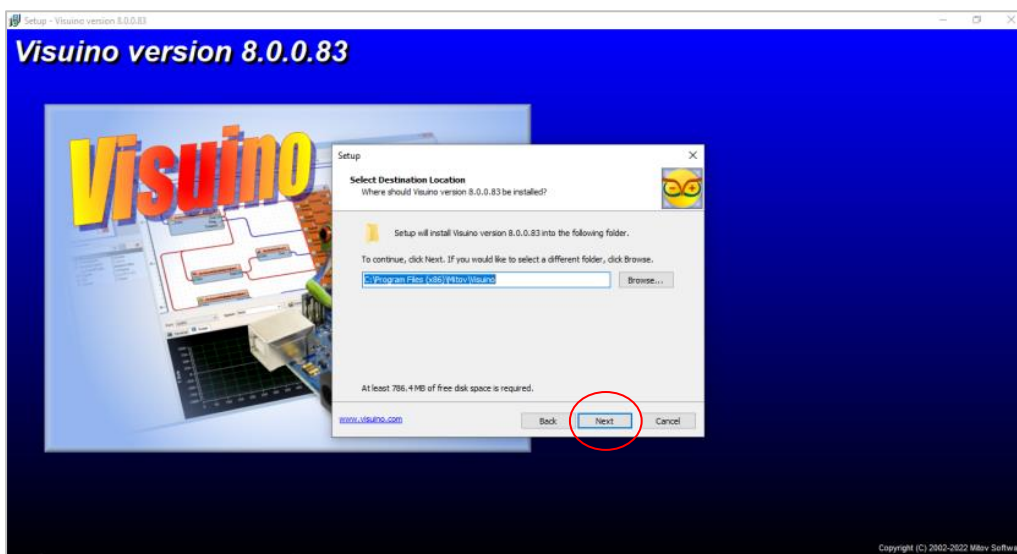 Setup - Visuino version 8.0.0.83
Visuino version 8.0.0.83
Visuino
Setup
Select Destination Location
Where should Visuino version 8.0.0.83 be installed?
Setup will install Visuino version 8.0.0.83 into the following folder.
To continue, click Next. If you would like to select a different folder, click Browse.
C:\Program Files (x86)\Mitov\Visuino
Browse...
At least 786.4 MB of free disk space is required.
www.visuino.com
Back
Next
Cancel
Copyright (C) 2002-2022 Mitov Softwa